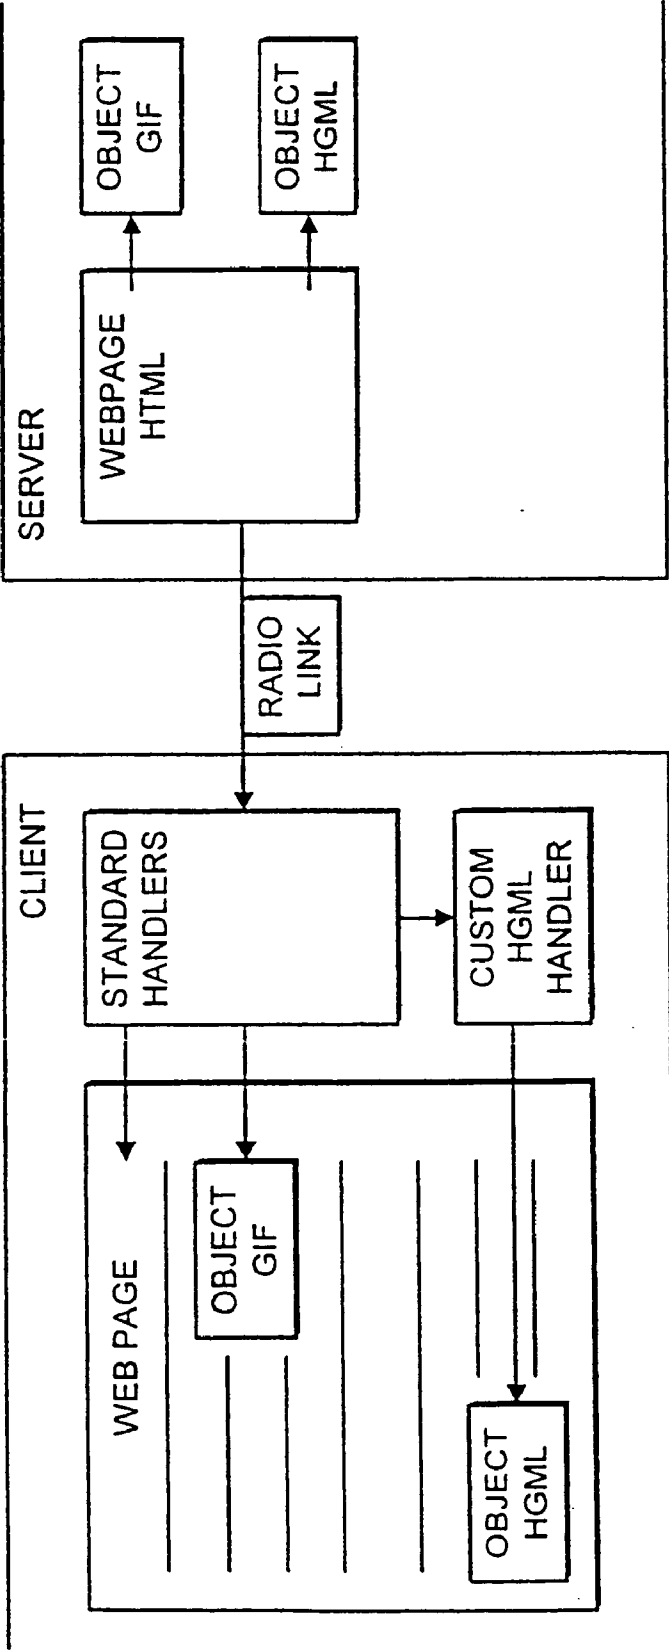 CLIENT
SERVER
WEB PAGE
OBJECT
GIF
OBJECT
HGML
STANDARD
HANDLERS
CUSTOM
HGML
HANDLER
RADIO
LINK
WEBPAGE
HTML
OBJECT
GIF
OBJECT
HGML